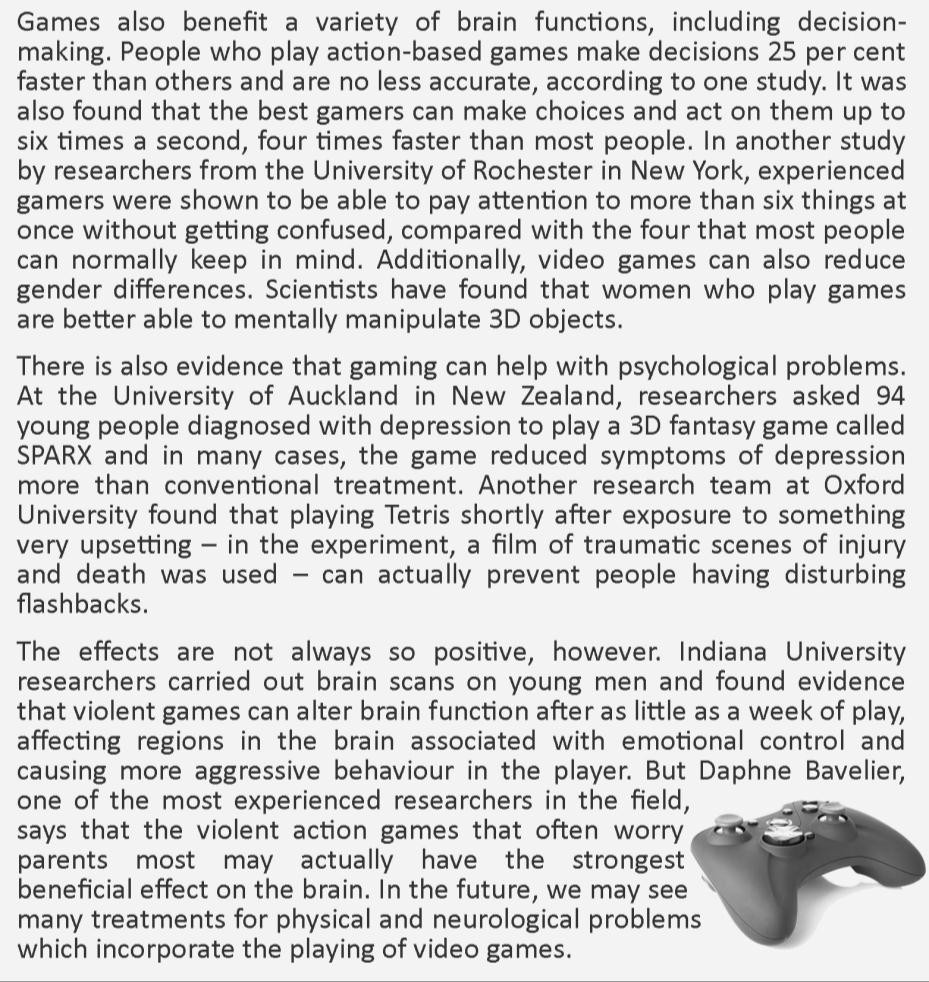 Games also benefit a variety of brain functions, including decision-
making. People who play action-based games make decisions 25 per cent
faster than others and are no less accurate, according to one study. It was
also found that the best gamers can make choices and act on them up to
six times a second, four times faster than most people. In another study
by researchers from the University of Rochester in New York, experienced
gamers were shown to be able to pay attention to more than six things at
once without getting confused, compared with the four that most people
can normally keep in mind. Additionally, video games can also reduce
gender differences. Scientists have found that women who play games
are better able to mentally manipulate 3D objects.
There is also evidence that gaming can help with psychological problems.
At the University of Auckland in New Zealand, researchers asked 94
young people diagnosed with depression to play a 3D fantasy game called
SPARX and in many cases, the game reduced symptoms of depression
more than conventional treatment. Another research team at Oxford
University found that playing Tetris shortly after exposure to something
very upsetting – in the experiment, a film of traumatic scenes of injury
and death was used – can actually prevent people having disturbing
flashbacks.
The effects are not always so positive, however. Indiana University
researchers carried out brain scans on young men and found evidence
that violent games can alter brain function after as little as a week of play,
affecting regions in the brain associated with emotional control and
causing more aggressive behaviour in the player. But Daphne Bavelier,
one of the most experienced researchers in the field,
says that the violent action games that often worry
parents most may actually have the strongest
beneficial effect on the brain. In the future, we may see
many treatments for physical and neurological problems
which incorporate the playing of video games.